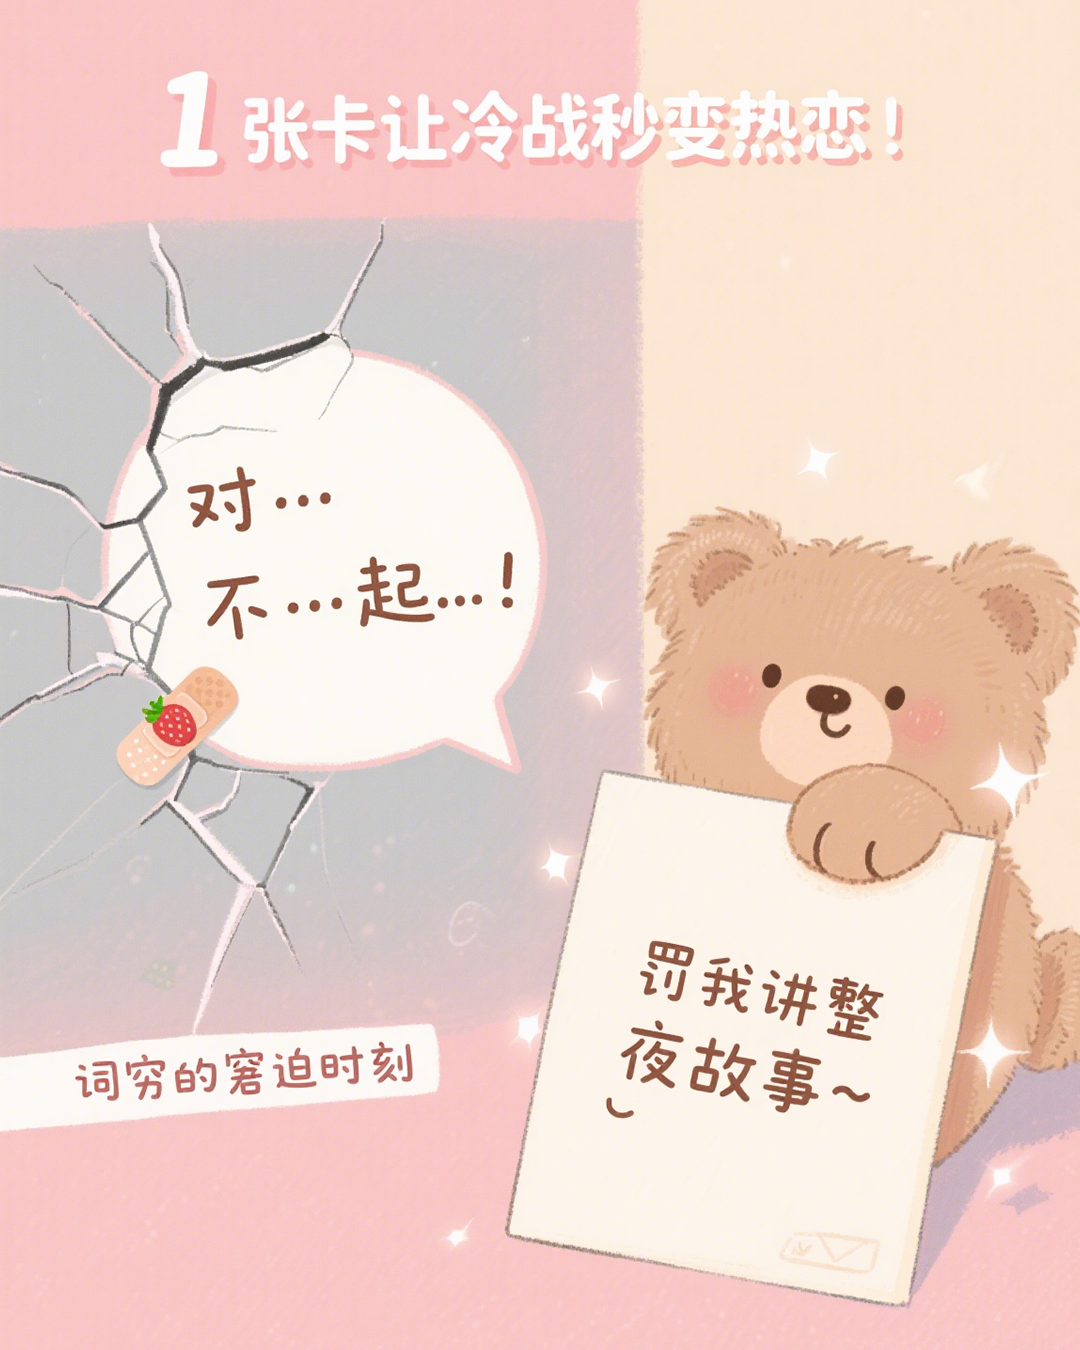 1张卡让冷战秒变热恋！
对…
不…起…！
词穷的窘迫时刻
罚我讲整
夜故事~